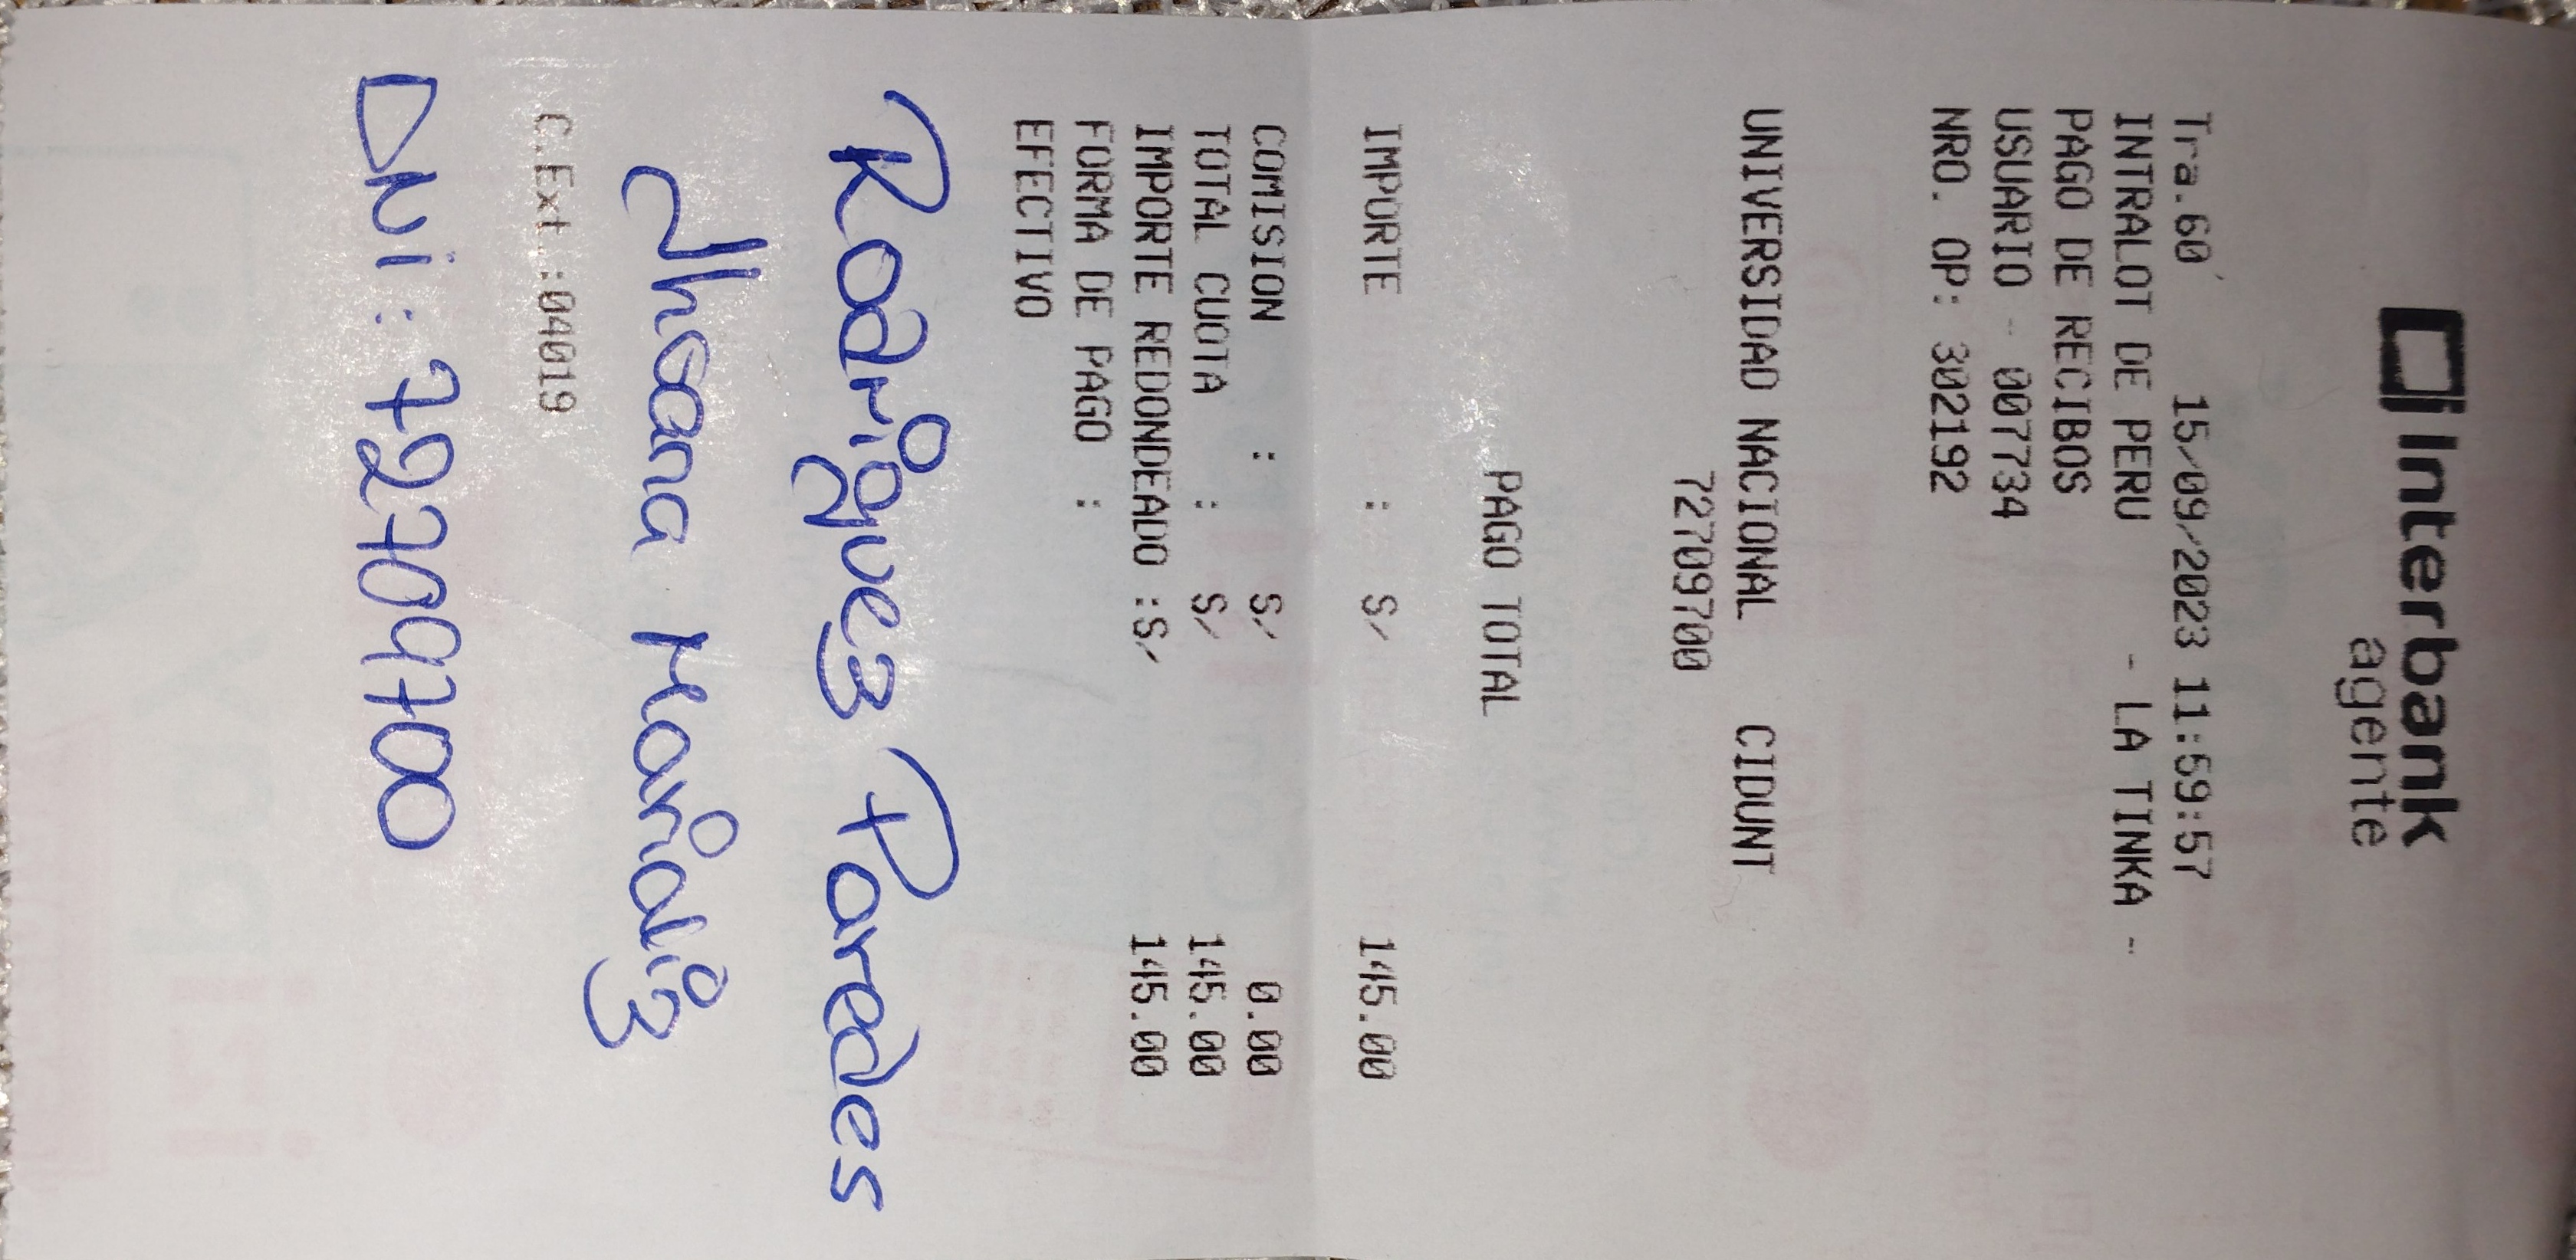 Interbank
agente
Tra.60 15/09/2023 11:59:57
INTRALOT DE PERU - LA TINKA -
PAGO DE RECIBOS
USUARIO - 007734
NRO. OP: 302192
UNIVERSIDAD NACIONAL CIDUNT
72709700
PAGO TOTAL
IMPORTE : S/ 145.00
COMISION : S/ 0.00
TOTAL CUOTA : S/ 145.00
IMPORTE REDONDEADO :S/ 145.00
FORMA DE PAGO :
EFECTIVO
Rodriguez Paredes
Jhoana Marianiz
C.Ext.:040019
DNi: 72709700